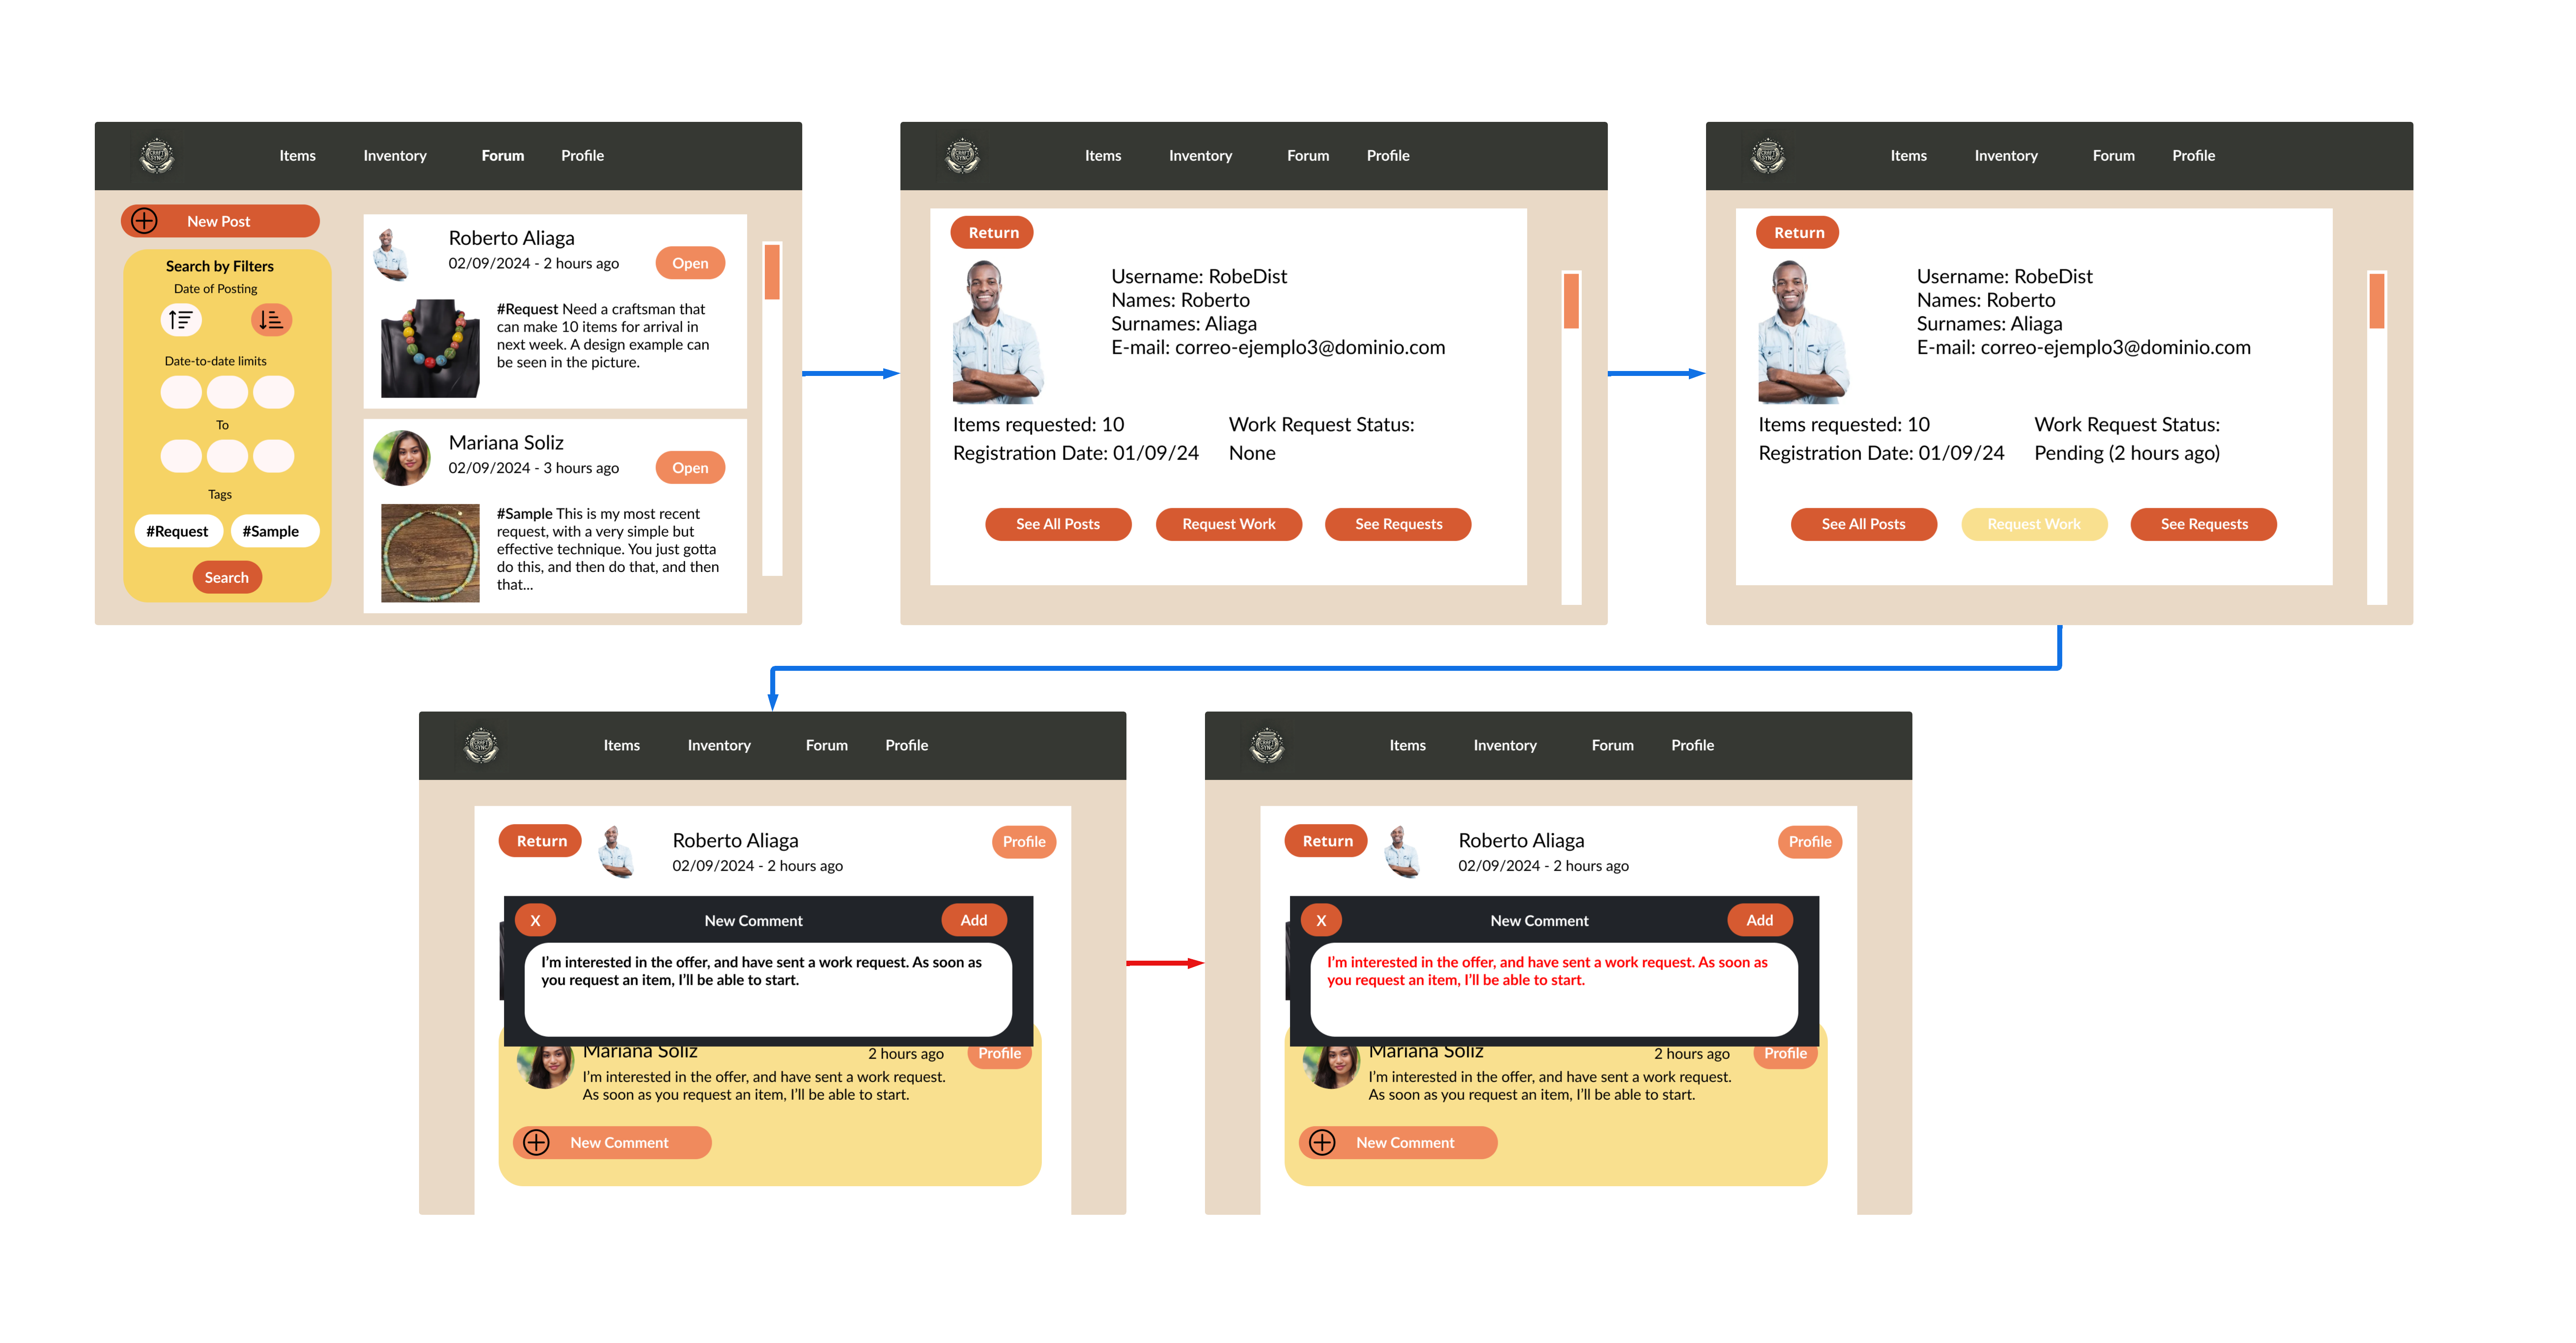 CRAFT
SYNC
Items Inventory Forum Profile
New Post
Search by Filters
Date of Posting
Date-to-date limits
To
Tags
#Request #Sample
Search
Roberto Aliaga
02/09/2024 - 2 hours ago
Open
#Request Need a craftsman that
can make 10 items for arrival in
next week. A design example can
be seen in the picture.
Mariana Soliz
02/09/2024 - 3 hours ago
Open
#Sample This is my most recent
request, with a very simple but
effective technique. You just gotta
do this, and then do that, and then
that...
CRAFT
SYNC
Items Inventory Forum Profile
Return
Username: RobeDist
Names: Roberto
Surnames: Aliaga
E-mail: correo-ejemplo3@dominio.com
Items requested: 10
Registration Date: 01/09/24
Work Request Status:
None
See All Posts Request Work See Requests
CRAFT
SYNC
Items Inventory Forum Profile
Return
Username: RobeDist
Names: Roberto
Surnames: Aliaga
E-mail: correo-ejemplo3@dominio.com
Items requested: 10
Registration Date: 01/09/24
Work Request Status:
Pending (2 hours ago)
See All Posts Request Work See Requests
CRAFT
SYNC
Items Inventory Forum Profile
Return
Roberto Aliaga
02/09/2024 - 2 hours ago
Profile
X New Comment Add
I'm interested in the offer, and have sent a work request. As soon as
you request an item, I'll be able to start.
Mariana Soliz 2 hours ago Profile
I'm interested in the offer, and have sent a work request.
As soon as you request an item, I'll be able to start.
New Comment
CRAFT
SYNC
Items Inventory Forum Profile
Return
Roberto Aliaga
02/09/2024 - 2 hours ago
Profile
X New Comment Add
I'm interested in the offer, and have sent a work request. As soon as
you request an item, I'll be able to start.
Mariana Soliz 2 hours ago Profile
I'm interested in the offer, and have sent a work request.
As soon as you request an item, I'll be able to start.
New Comment